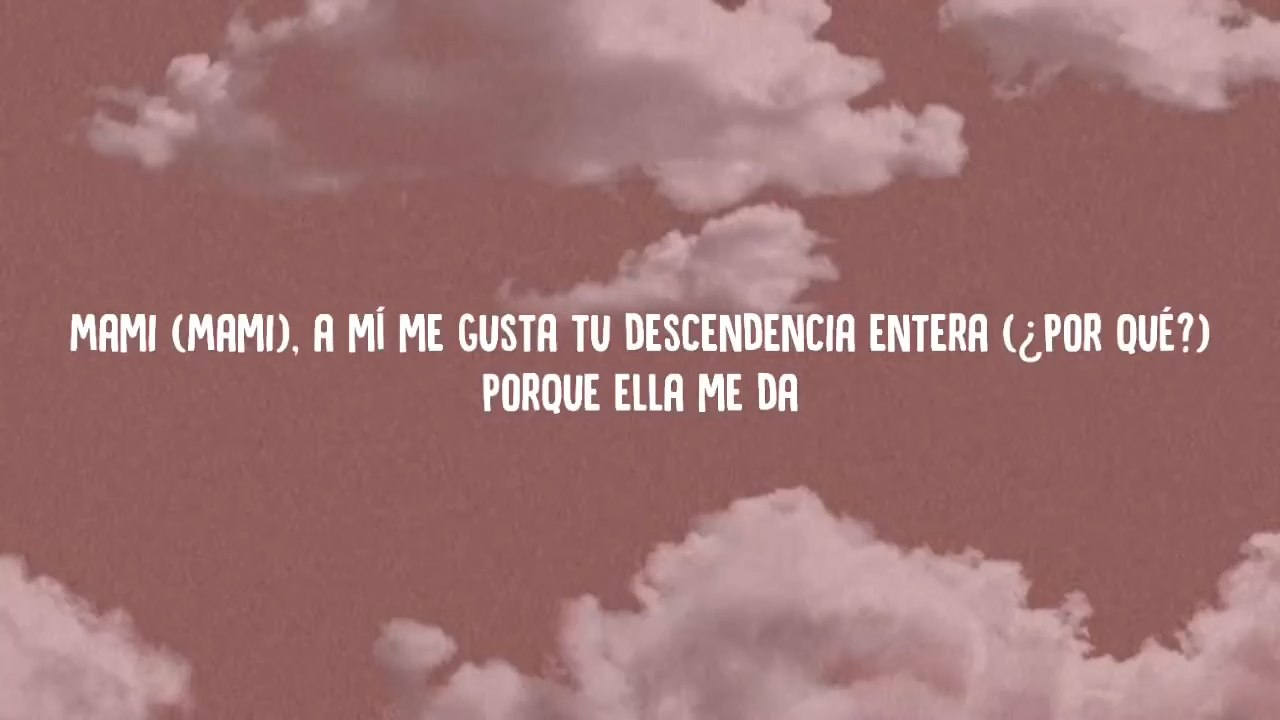 MAMI (MAMI), A MÍ ME GUSTA TU DESCENDENCIA ENTERA (¿POR QUÉ?)
PORQUE ELLA ME DA